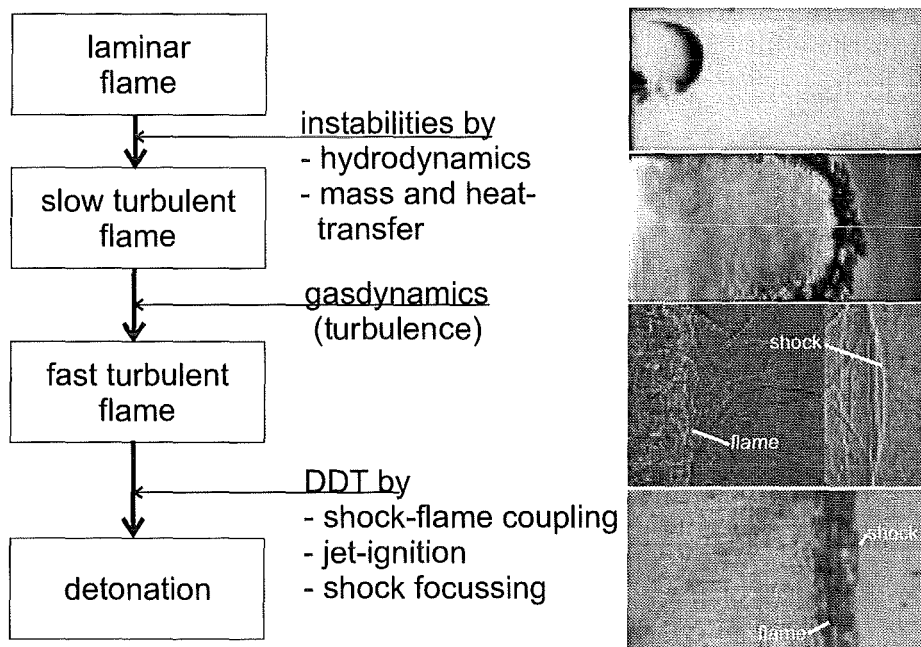 laminar
flame
instabilities by
- hydrodynamics
- mass and heat-
transfer
slow turbulent
flame
gasdynamics
(turbulence)
fast turbulent
flame
DDT by
- shock-flame coupling
- jet-ignition
- shock focussing
detonation
shock
flame
shock
flame